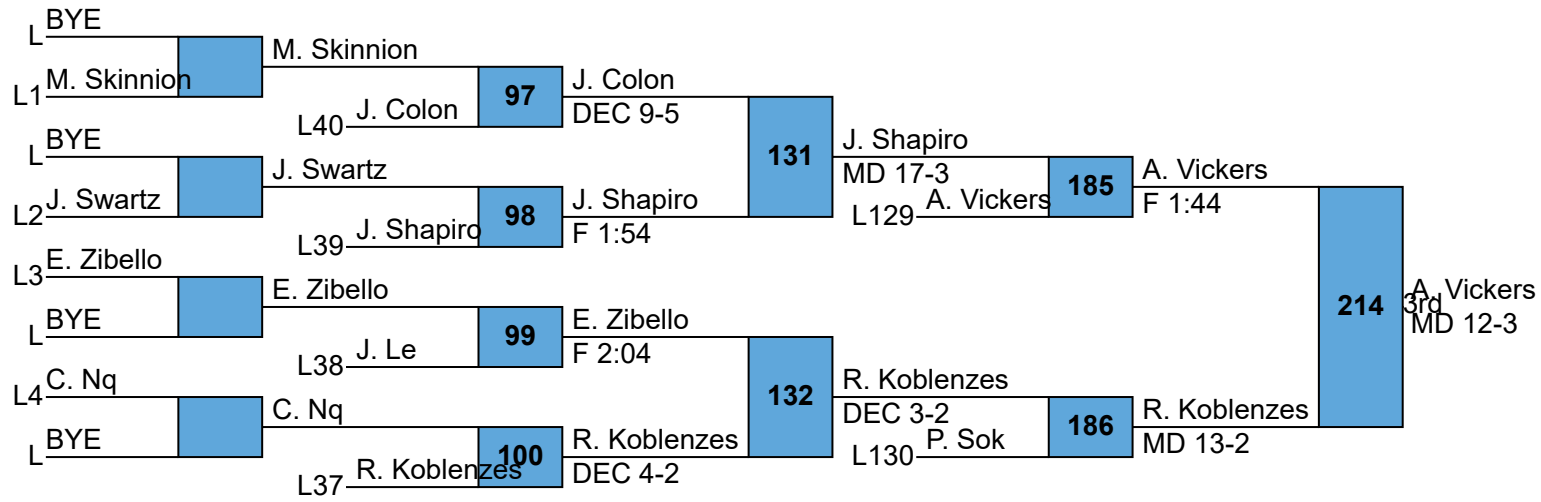 BYE
L
M. Skinnion
L1
BYE
L
J. Swartz
L2
E. Zibello
L3
BYE
L
C. Nq
L4
BYE
L
M. Skinnion
J. Colon
L40
97
J. Swartz
J. Shapiro
L39
98
E. Zibello
J. Le
L38
99
C. Nq
R. Koblenzes
L37
100
J. Colon
DEC 9-5
J. Shapiro
F 1:54
131
E. Zibello
F 2:04
R. Koblenzes
DEC 4-2
132
J. Shapiro
MD 17-3
A. Vickers
L129
185
R. Koblenzes
DEC 3-2
P. Sok
L130
186
A. Vickers
F 1:44
R. Koblenzes
MD 13-2
214
A. Vickers
3rd
MD 12-3